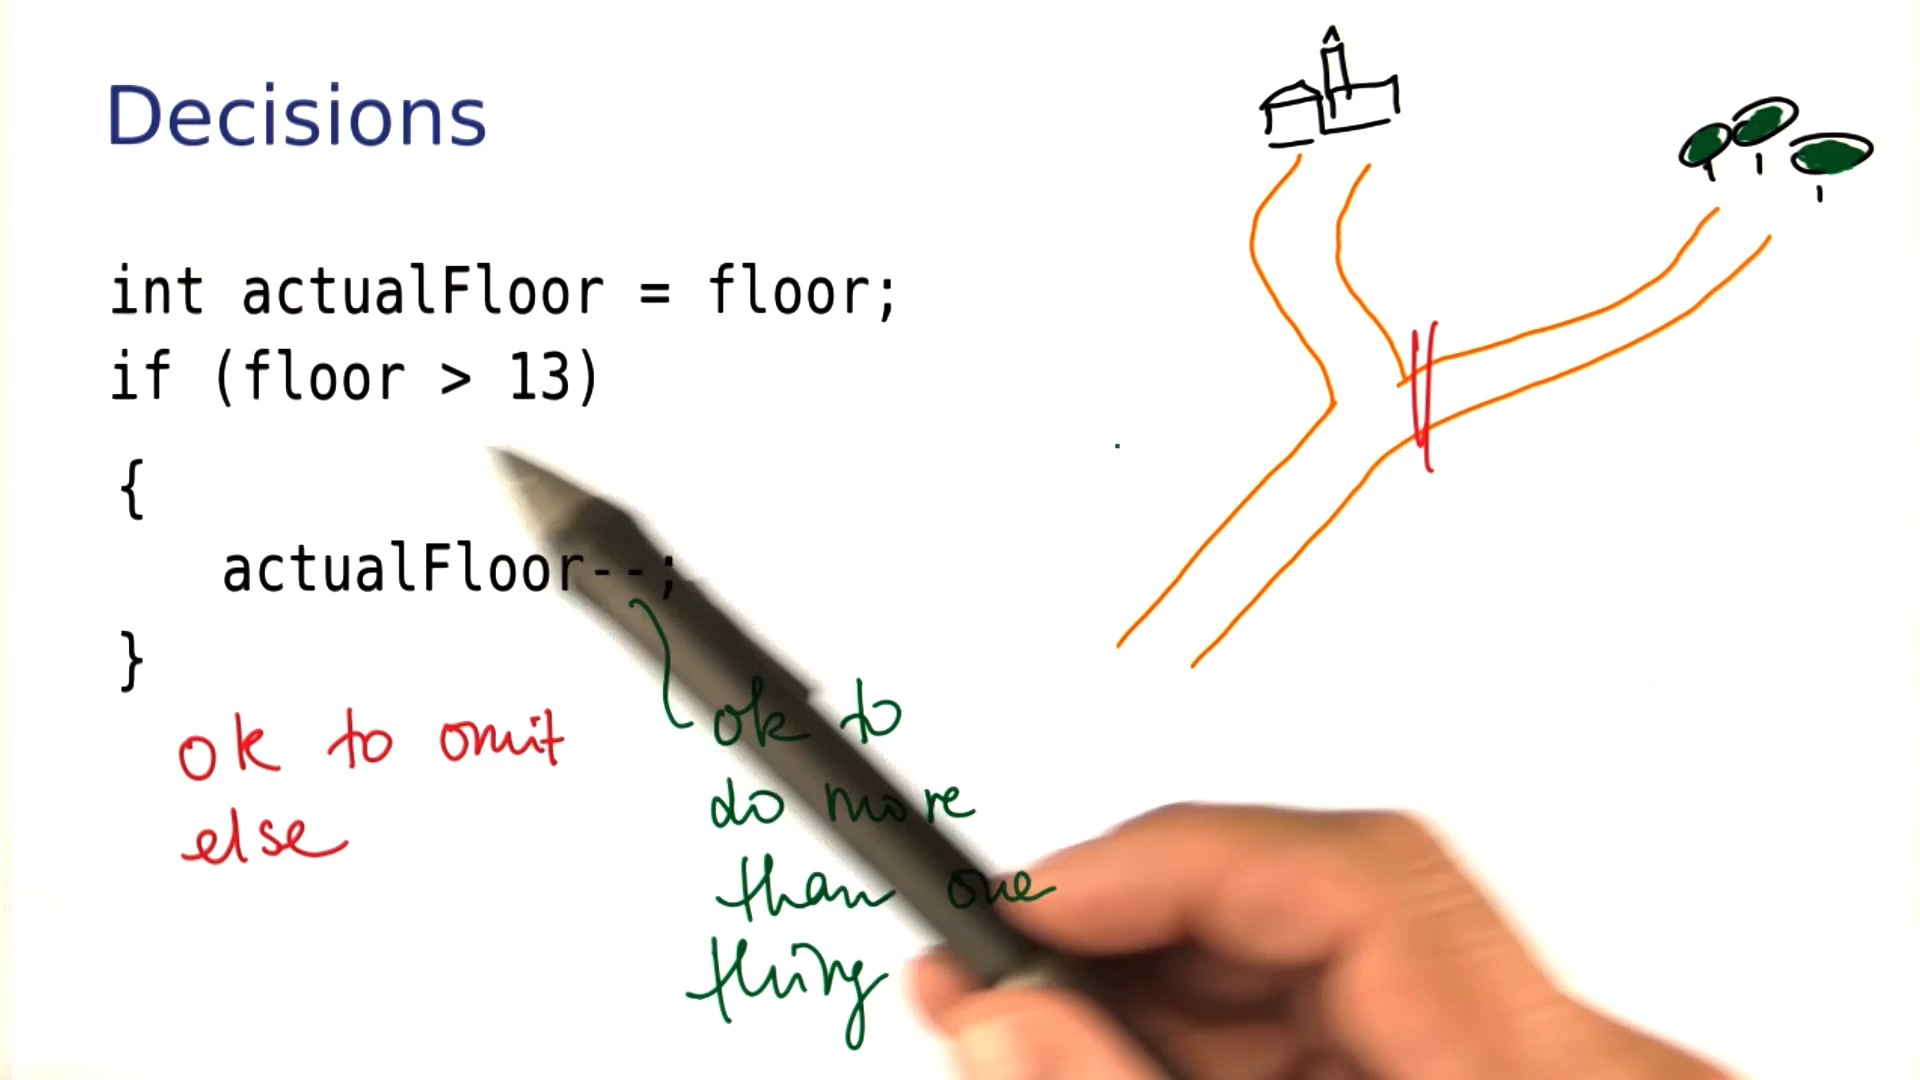 Decisions
int actualFloor = floor;
if (floor > 13)
{
actualFloor--;
}
ok to omit
else
ok to
do more
than one
thing